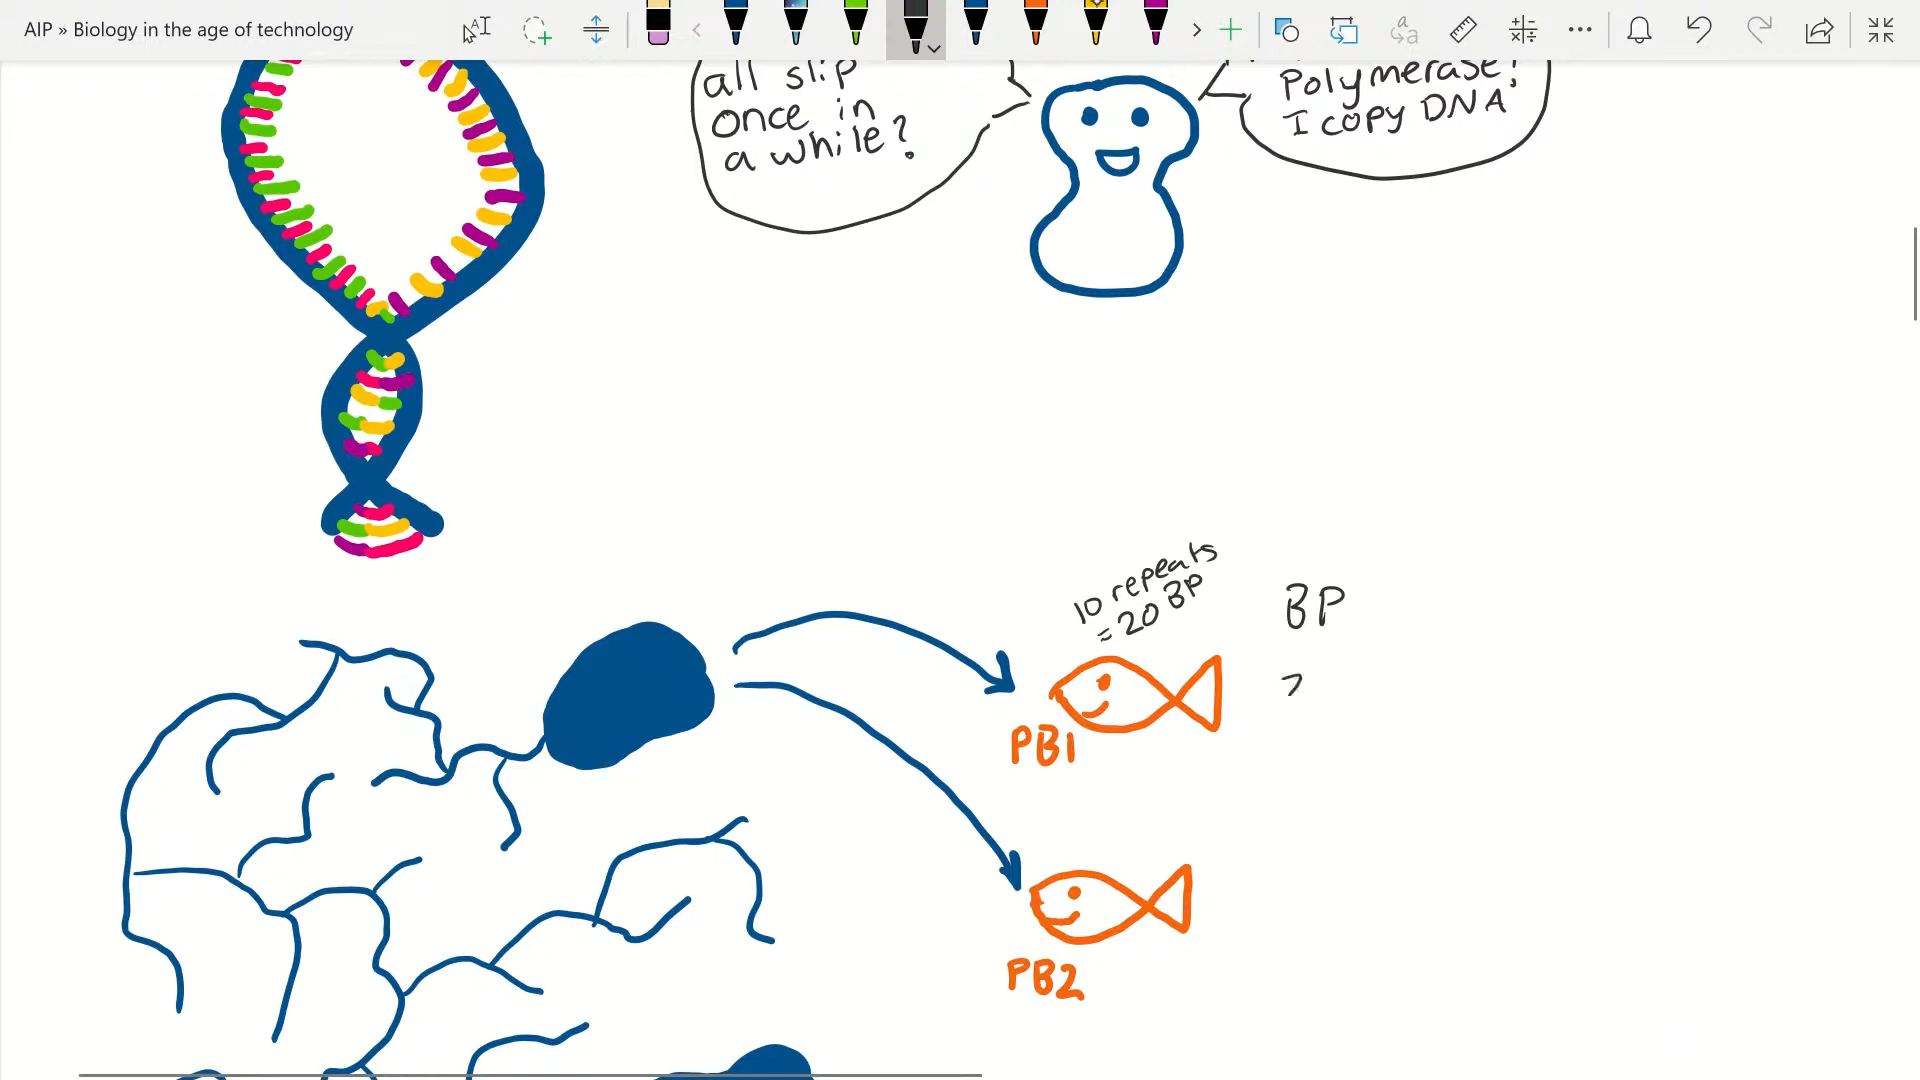 AIP » Biology in the age of technology
all slip
once in
a while?
Polymerase!
I copy DNA
10 repeats
= 20 BP
BP
PB1
PB2